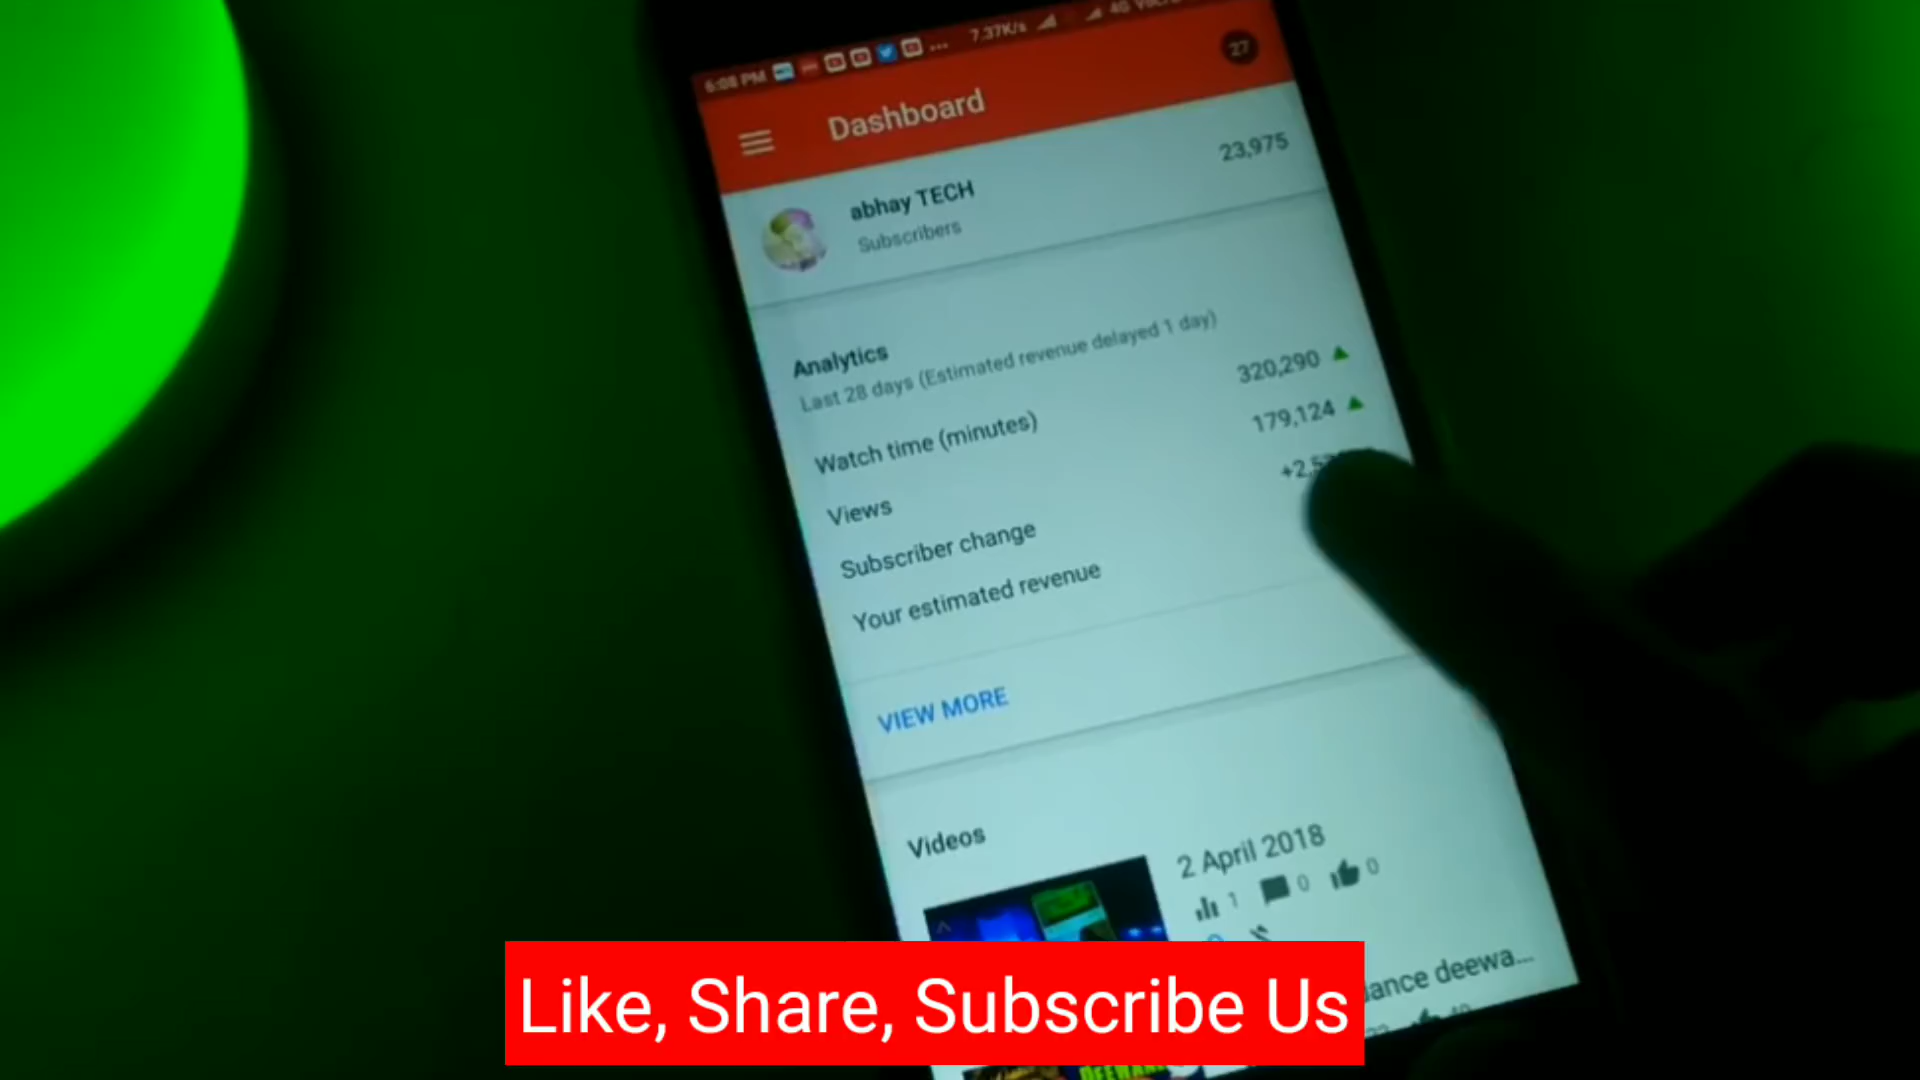 6:08 PM 7.37K/s 4G
27
Dashboard
abhay TECH 23,975
Subscribers
Analytics
Last 28 days (Estimated revenue delayed 1 day)
Watch time (minutes) 320,290
Views 179,124
Subscriber change
Your estimated revenue
VIEW MORE
Videos
2 April 2018
1 0 0
Like, Share, Subscribe Us